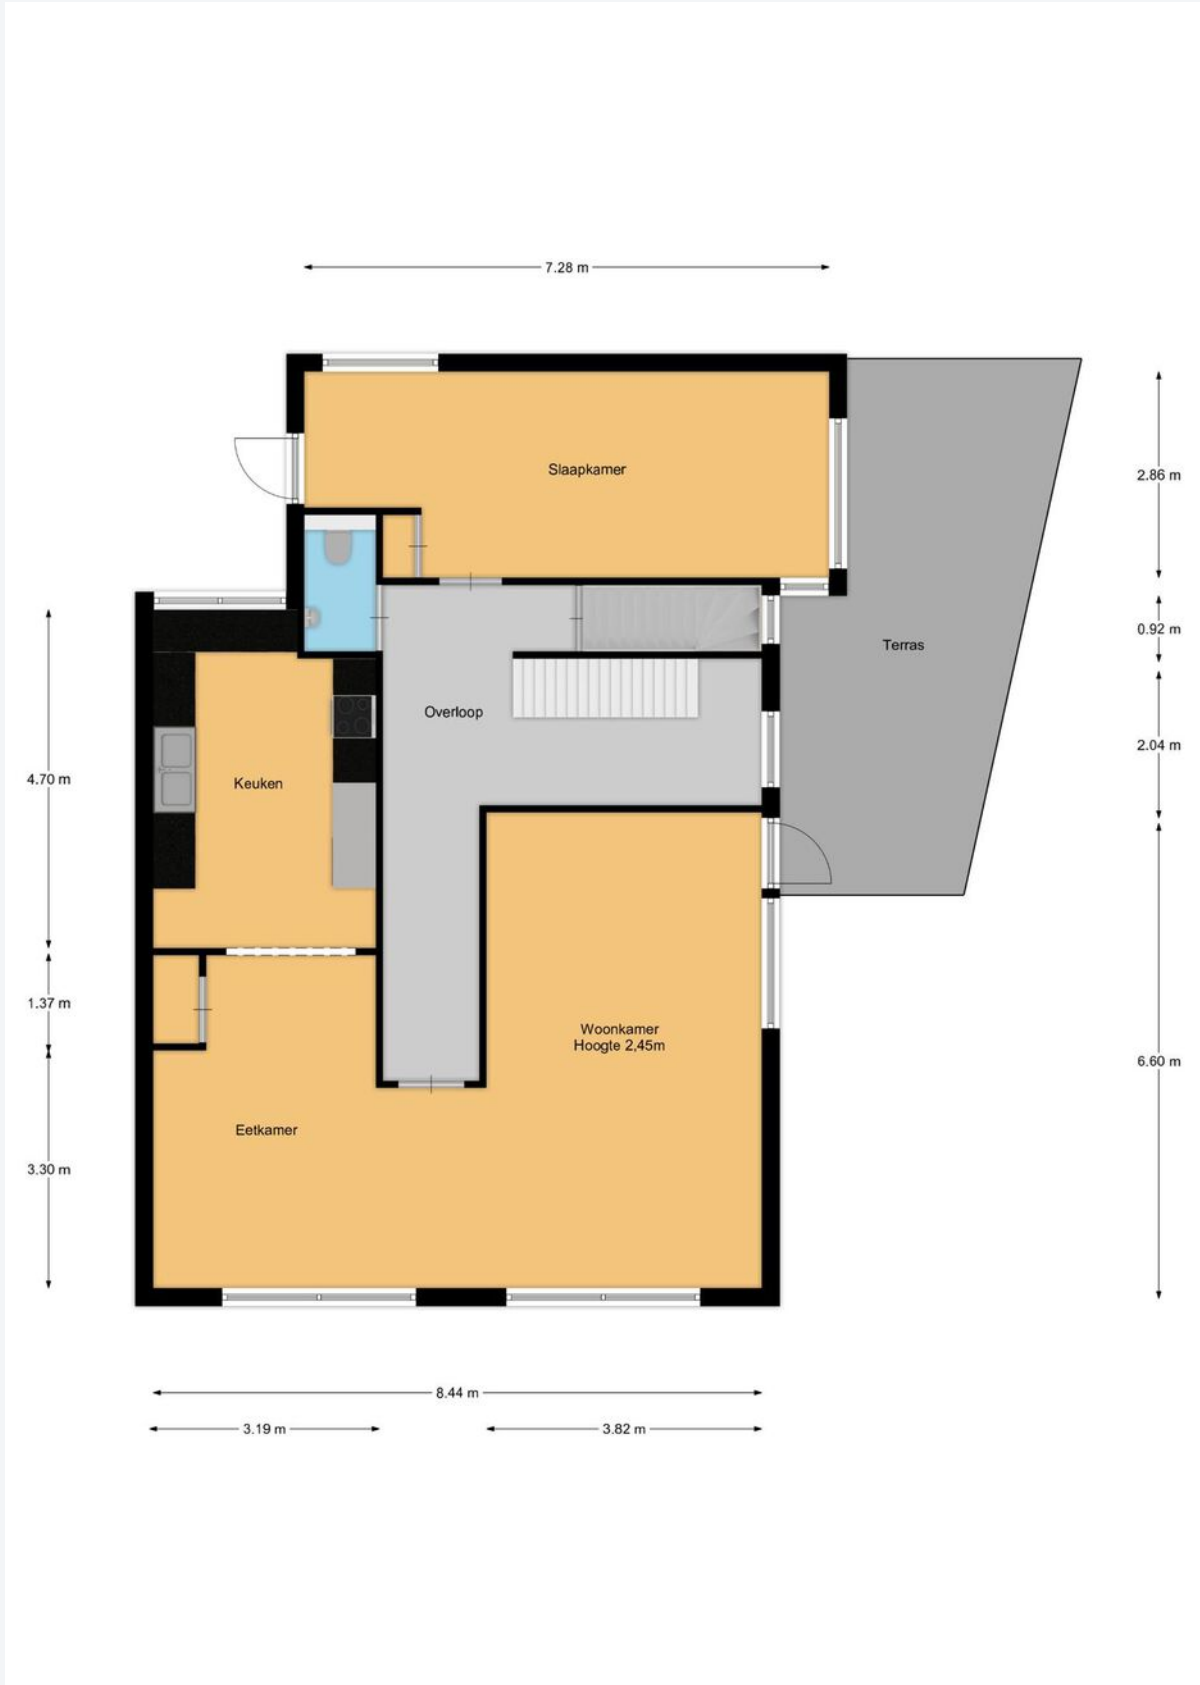 7.28 m
Slaapkamer
2.86 m
0.92 m
Terras
Overloop
2.04 m
4.70 m
Keuken
1.37 m
Woonkamer
Hoogte 2,45m
6.60 m
Eetkamer
3.30 m
8.44 m
3.19 m
3.82 m